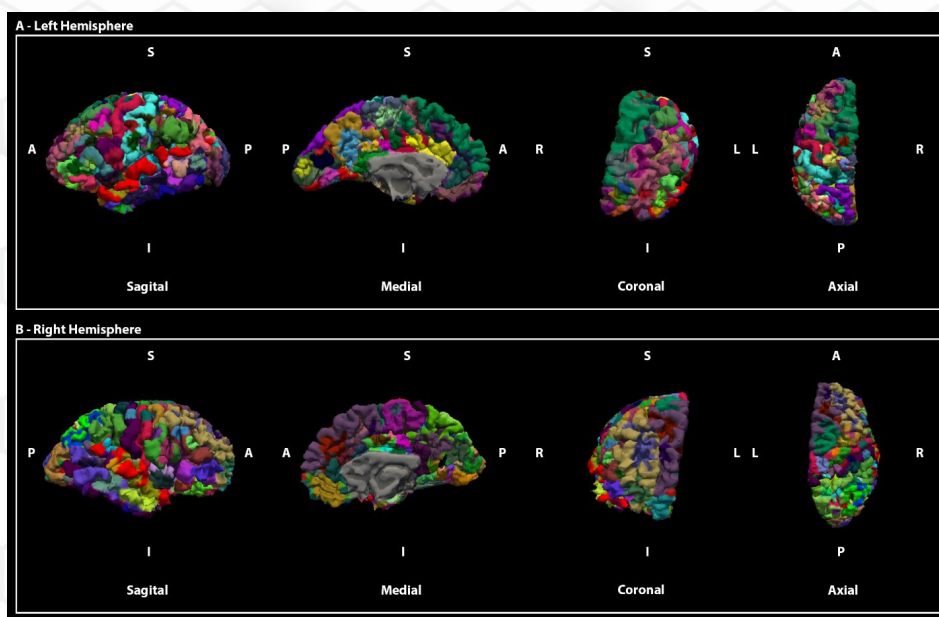 A - Left Hemisphere
S S S A
A P P A R L L R
I I I P
Sagital Medial Coronal Axial
B - Right Hemisphere
S S S A
P A A P R L L R
I I I P
Sagital Medial Coronal Axial